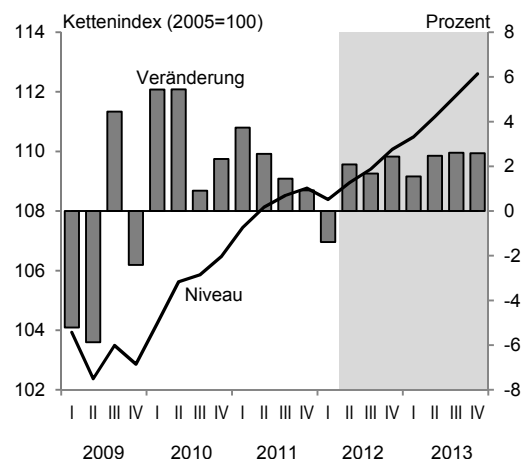 Kettenindex (2005=100) Prozent
114 8
Veränderung
112 6
4
110 2
108 0
106 -2
Niveau
-4
104 -6
102 -8
I II III IV I II III IV I II III IV I II III IV I II III IV
2009 2010 2011 2012 2013